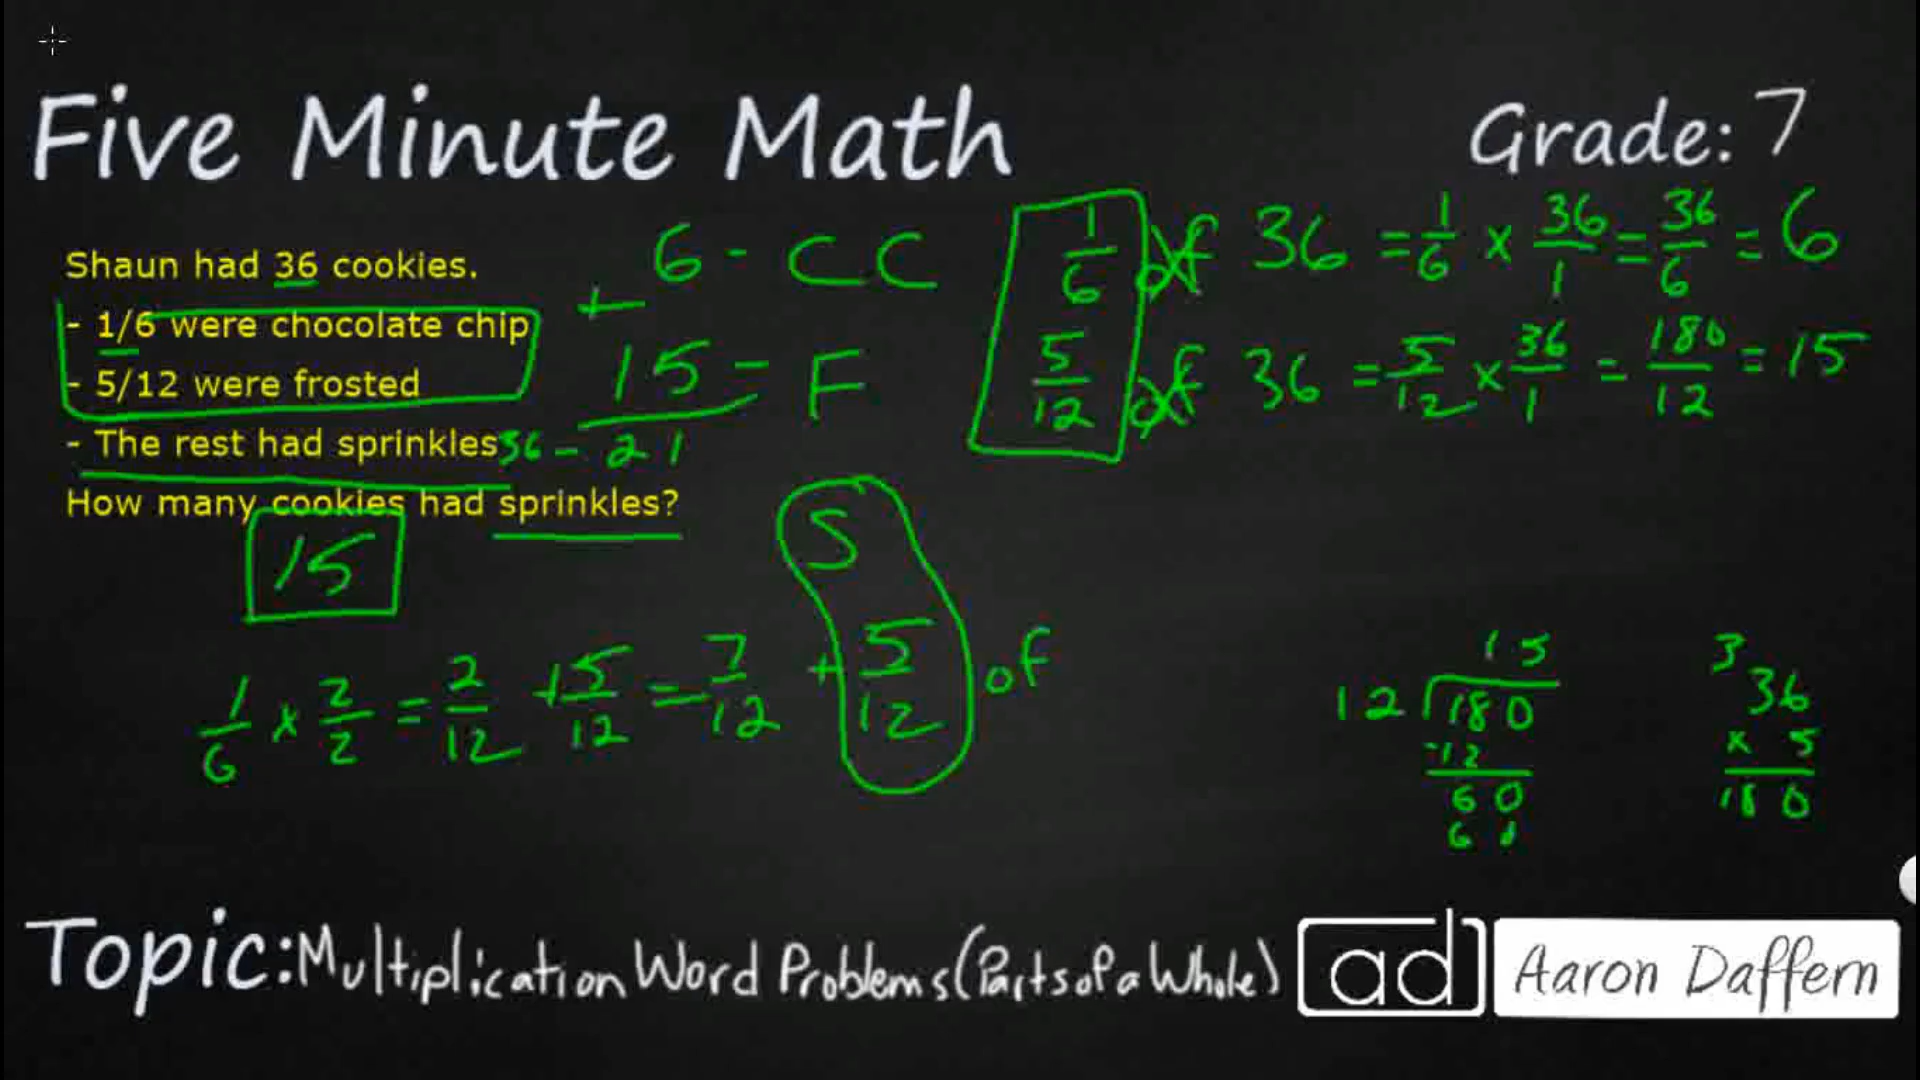 Five Minute Math
Grade: 7
Shaun had 36 cookies.
- 1/6 were chocolate chip
- 5/12 were frosted
- The rest had sprinkles
How many cookies had sprinkles?
15
6 - CC
+
15 - F
36 - 21
1/6 of 36 = 1/6 x 36/1 = 36/6 = 6
5/12 of 36 = 5/12 x 36/1 = 180/12 = 15
S
1/6 x 2/2 = 2/12 + 5/12 = 7/12 + 5/12 of
15
12 180
-12
60
60
3
36
x 5
180
Topic: Multiplication Word Problems (Parts of a Whole)
ad Aaron Daffern